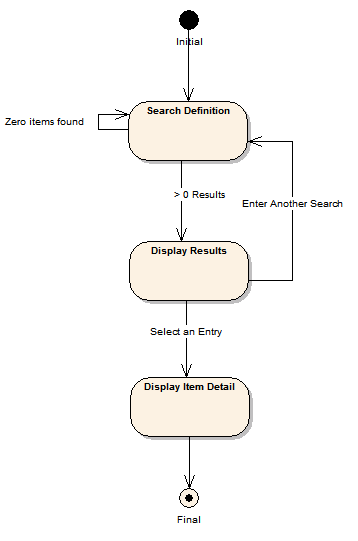 Initial
Search Definition
Zero items found
> 0 Results
Enter Another Search
Display Results
Select an Entry
Display Item Detail
Final